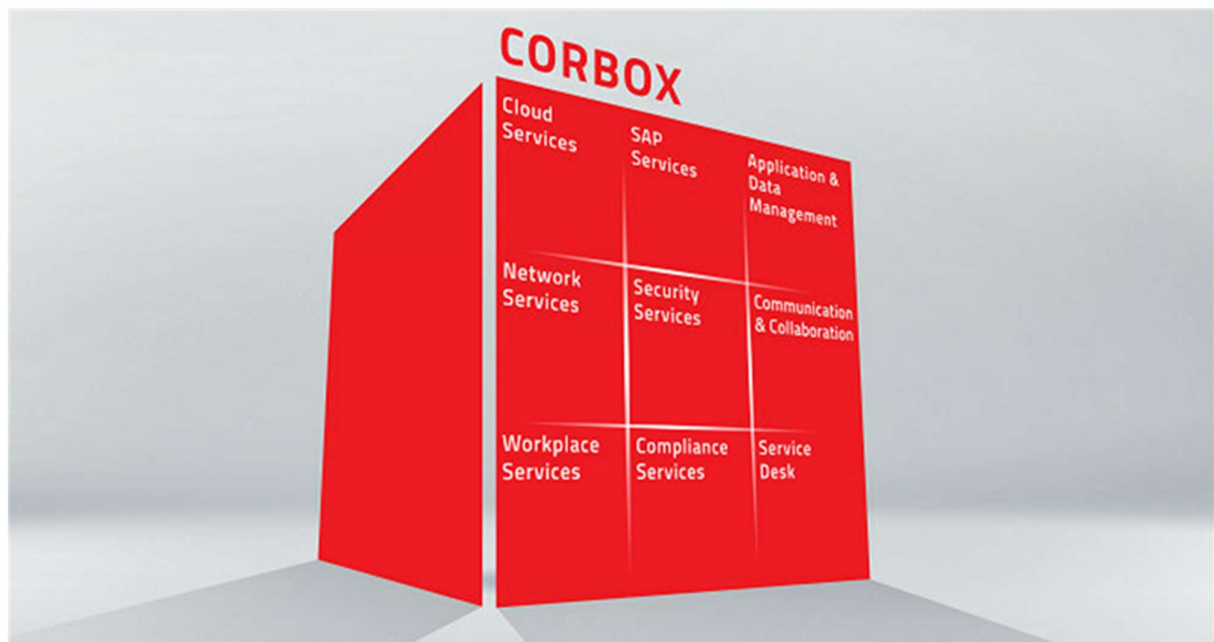 CORBOX
Cloud
Services
SAP
Services
Application &
Data
Management
Network
Services
Security
Services
Communication
& Collaboration
Workplace
Services
Compliance
Services
Service
Desk